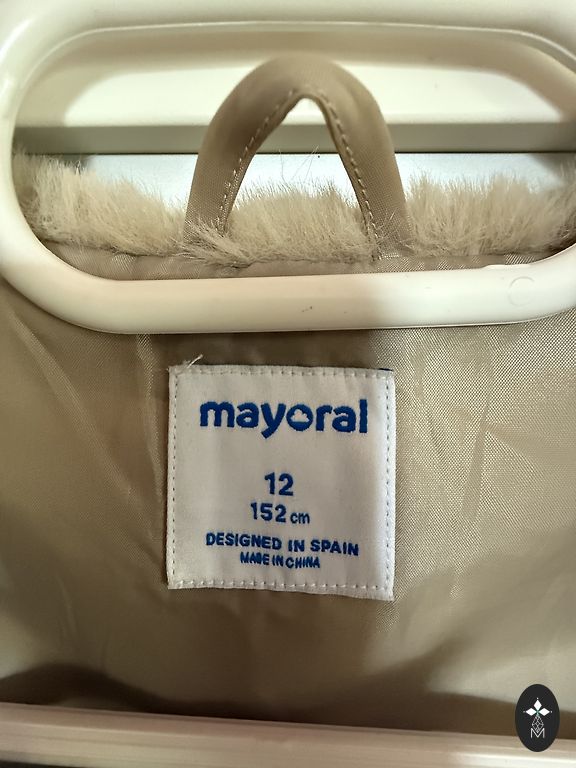 mayoral
12
152 cm
DESIGNED IN SPAIN
MADE IN CHINA
M